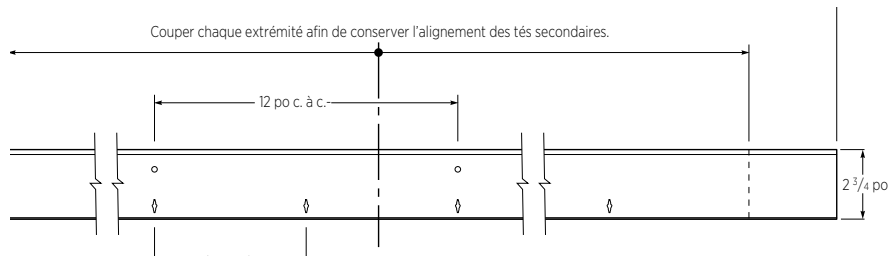 Couper chaque extrémité afin de conserver l'alignement des tés secondaires.
12 po c. à c.
2 3/4 po